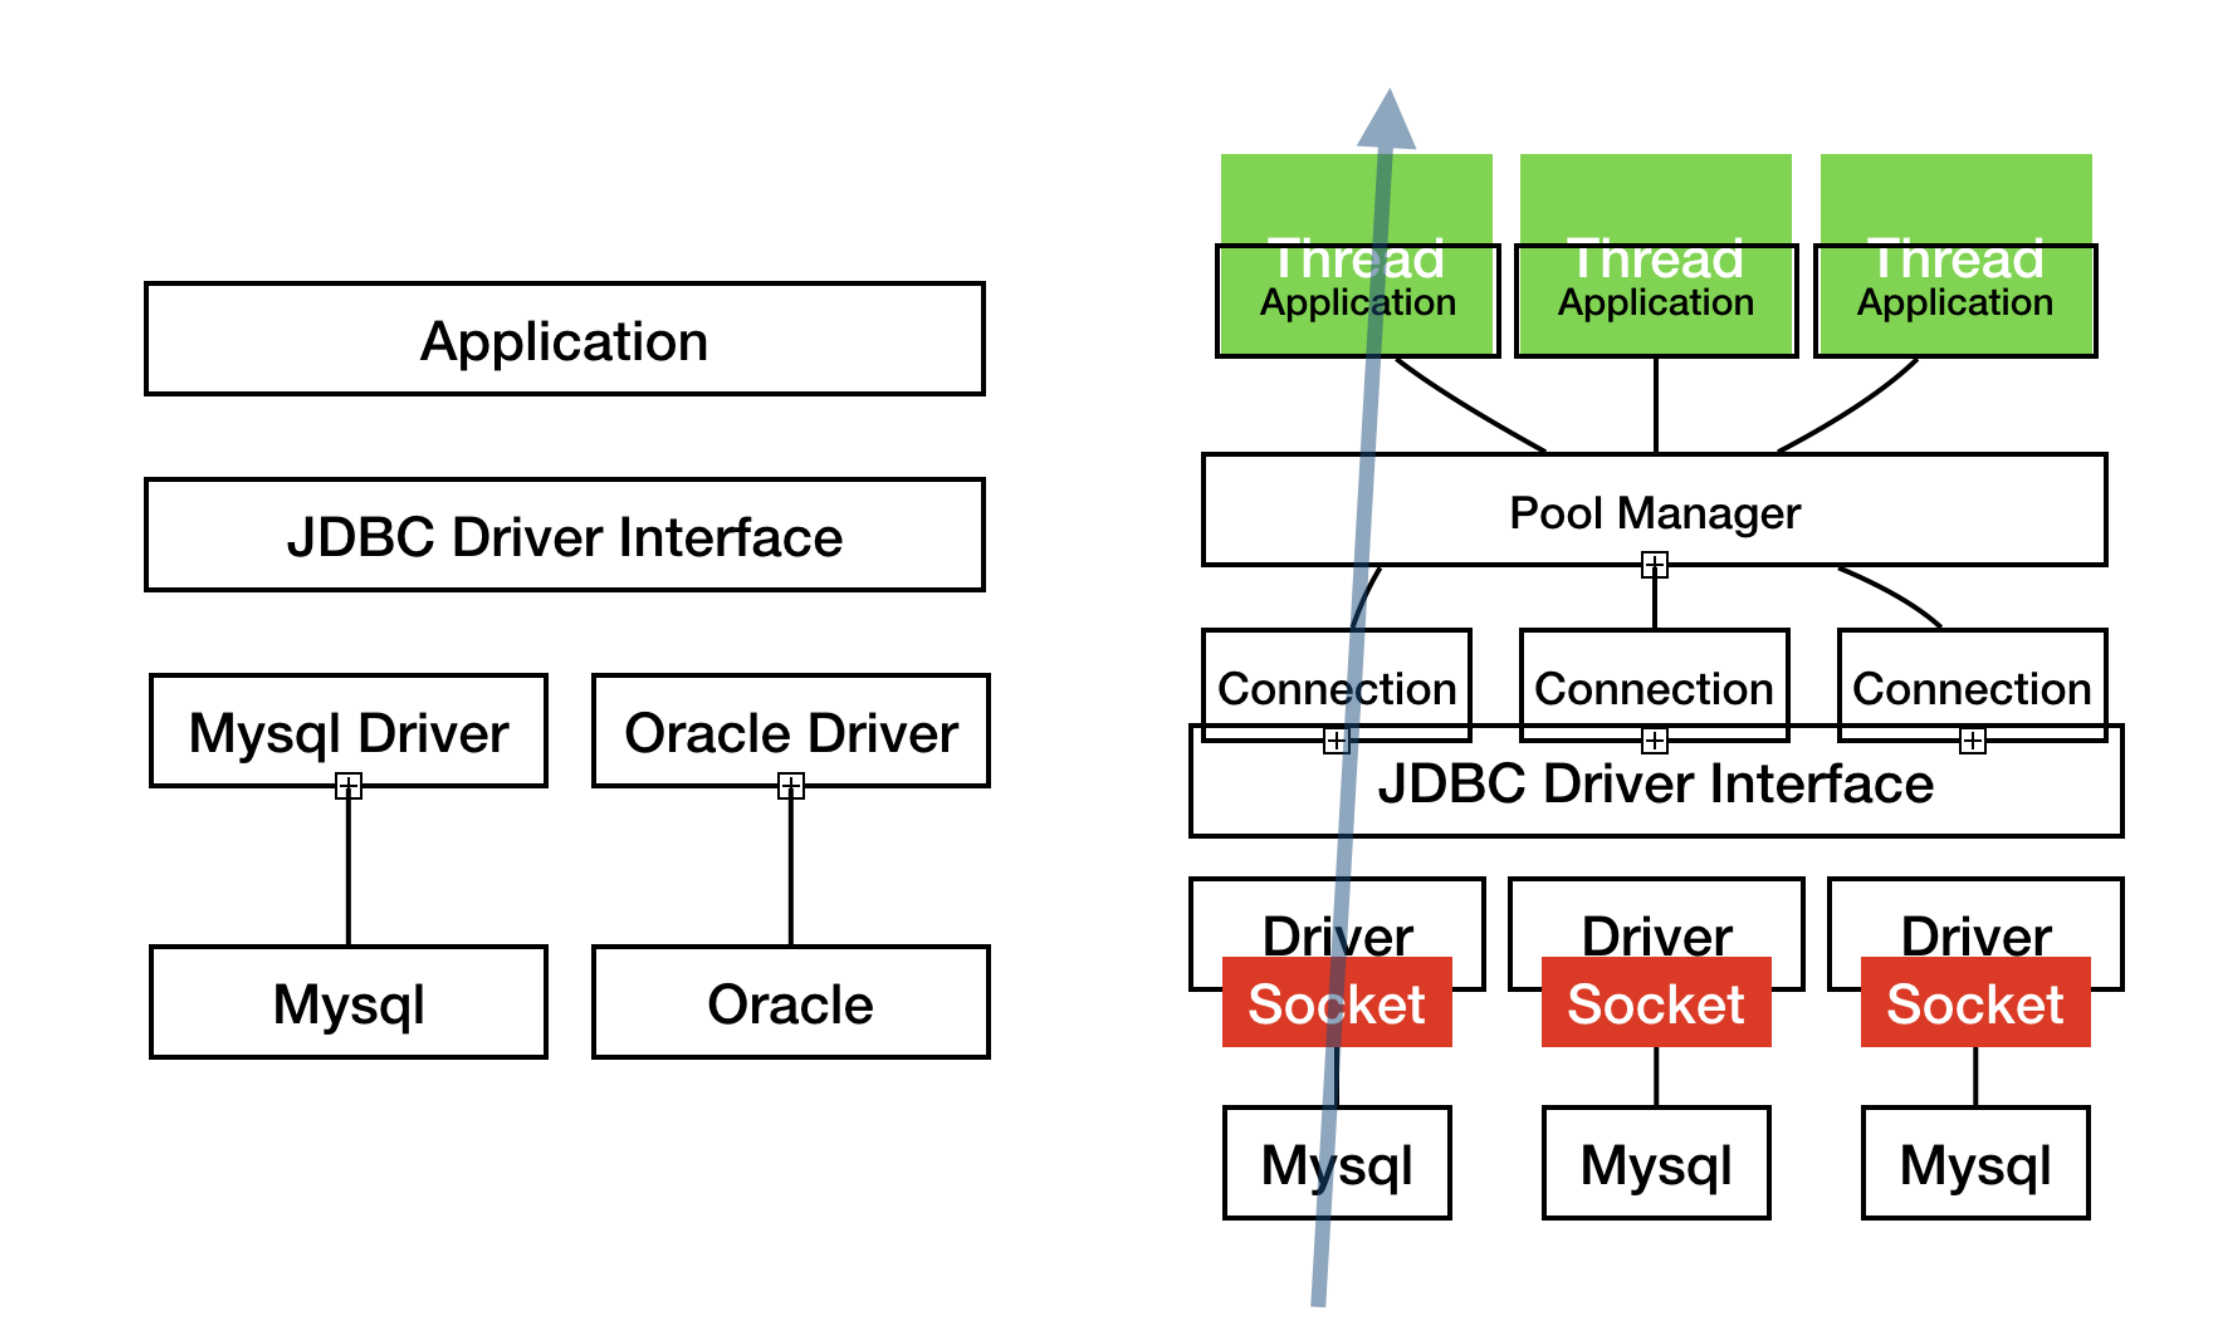 Application
JDBC Driver Interface
Mysql Driver
Oracle Driver
Mysql
Oracle
Thread
Application
Thread
Application
Thread
Application
Pool Manager
Connection
Connection
Connection
JDBC Driver Interface
Driver
Driver
Driver
Socket
Socket
Socket
Mysql
Mysql
Mysql